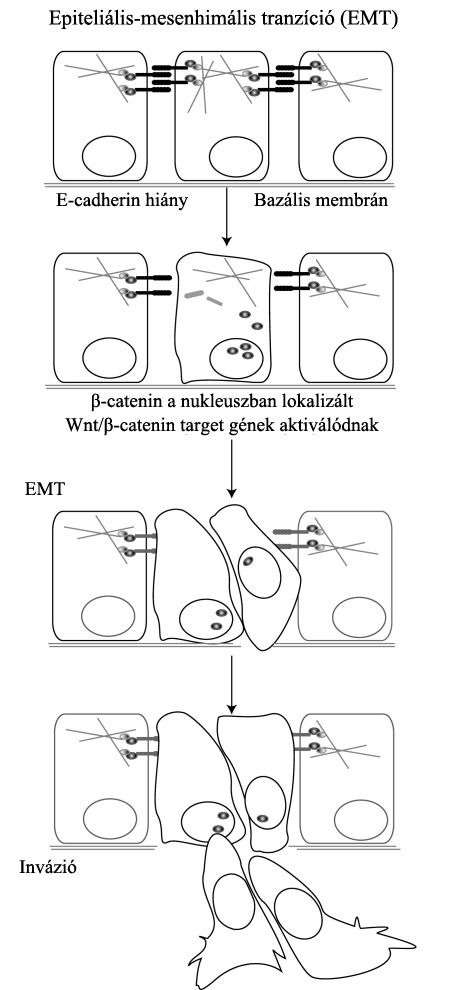 Epiteliális-mesenhimális tranzíció (EMT)
E-cadherin hiány
Bazális membrán
β-catenin a nukleuszban lokalizált
Wnt/β-catenin target gének aktiválódnak
EMT
Invázió